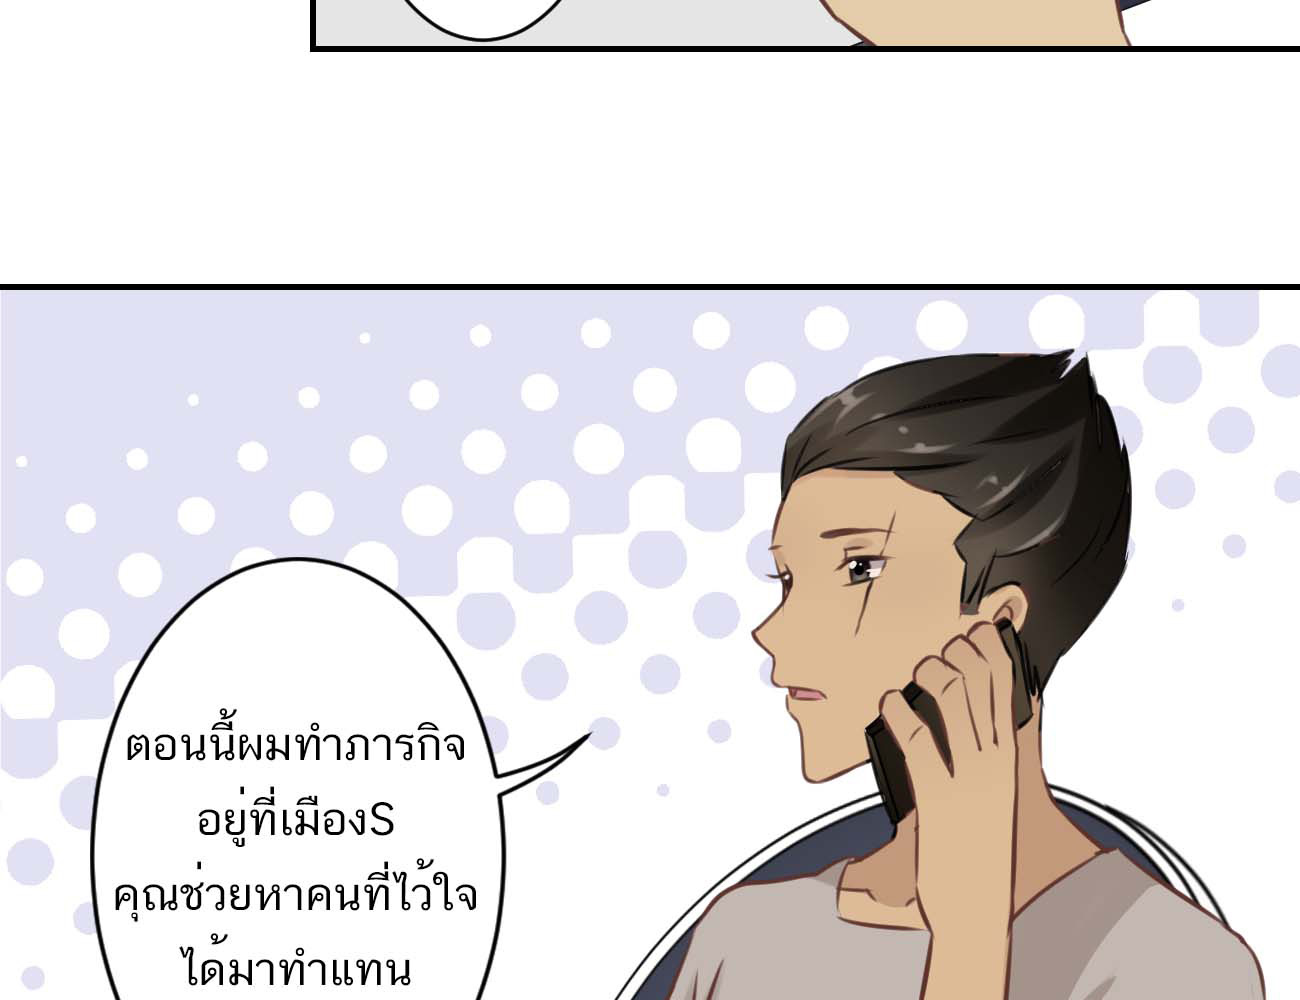 ตอนนี้ผมทำภารกิจ
อยู่ที่เมืองS
คุณช่วยหาคนที่ไว้ใจ
ได้มาทำแทน